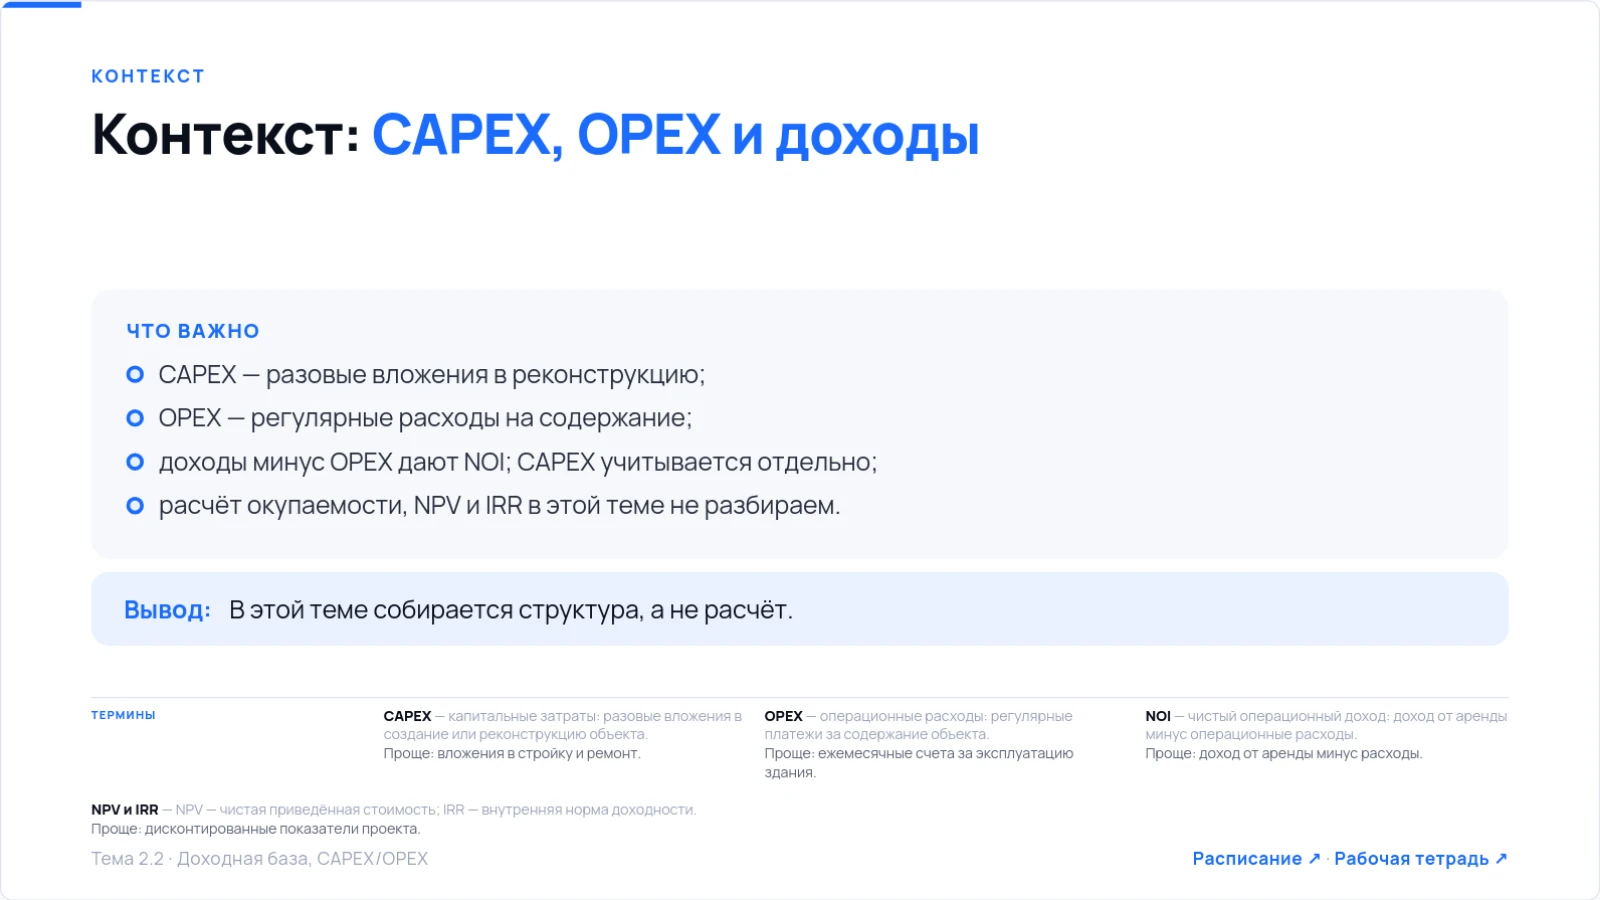 КОНТЕКСТ
Контекст: CAPEX, OPEX и доходы
ЧТО ВАЖНО
CAPEX — разовые вложения в реконструкцию;
OPEX — регулярные расходы на содержание;
доходы минус OPEX дают NOI; CAPEX учитывается отдельно;
расчёт окупаемости, NPV и IRR в этой теме не разбираем.
Вывод: В этой теме собирается структура, а не расчёт.
ТЕРМИНЫ
CAPEX — капитальные затраты: разовые вложения в
создание или реконструкцию объекта.
Проще: вложения в стройку и ремонт.
OPEX — операционные расходы: регулярные
платежи за содержание объекта.
Проще: ежемесячные счета за эксплуатацию
здания.
NOI — чистый операционный доход: доход от аренды
минус операционные расходы.
Проще: доход от аренды минус расходы.
NPV и IRR — NPV — чистая приведённая стоимость; IRR — внутренняя норма доходности.
Проще: дисконтированные показатели проекта.
Тема 2.2 · Доходная база, CAPEX/OPEX
Расписание ↗ · Рабочая тетрадь ↗